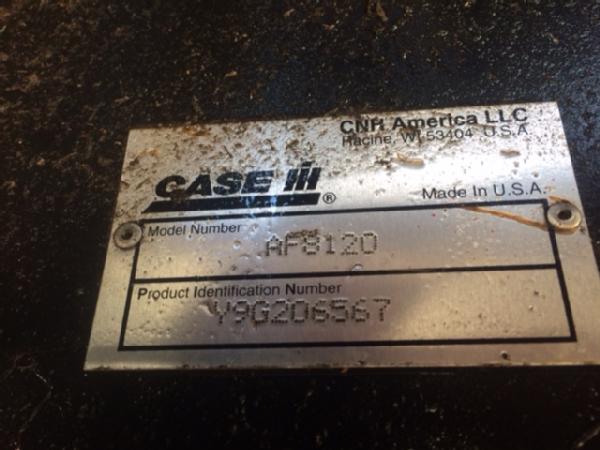 CNH America LLC
Racine, WI 53404 U.S.A.
CASE IH ®
Made In U.S.A.
Model Number
AF8120
Product Identification Number
Y9G206567